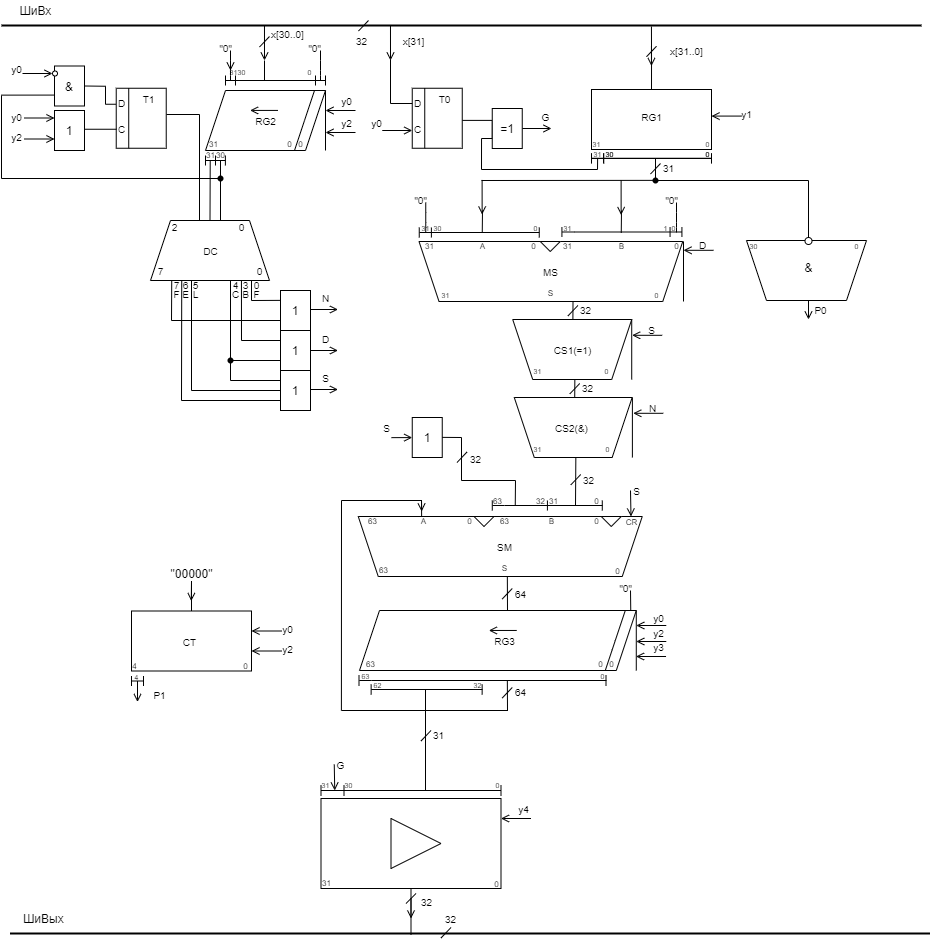 ШиВх
32
x[30..0]
x[31]
x[31..0]
"0"
"0"
31 30 0
y0
&
y0
y2
1
D
C
T1
RG2
31 0 0
y0
y2
31 30
y0
D
C
T0
=1
G
RG1
31 0
y1
31 30 0
31
2 0
DC
7 0
7 6 5 4 3 0
F E L C B F
1
N
1
D
1
S
"0"
"0"
31 30 0
31 1 0
31 A 0 31 B 0
MS
S
31 0
D
30 0
&
P0
32
CS1(=1)
31 0
S
32
CS2(&)
31 0
N
S
1
32
32
63 32 31 0
S
63 A 0 63 B 0 CR
SM
S
63 0
64
"0"
RG3
63 0 0
y0
y2
y3
63 0
62 32
64
"00000"
CT
4 0
y0
y2
4
P1
31
G
31 30 0
y4
31 0
32
ШиВых
32